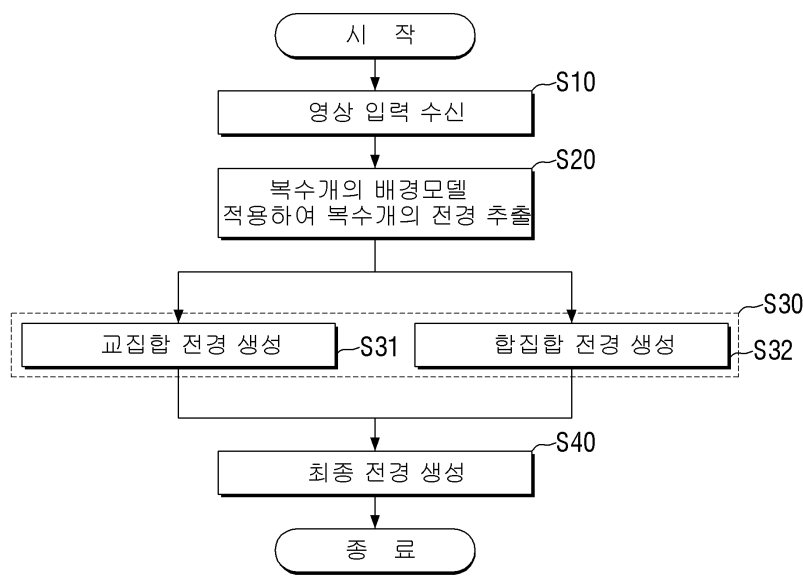 시 작
S10
영상 입력 수신
S20
복수개의 배경모델
적용하여 복수개의 전경 추출
S30
교집합 전경 생성
S31
합집합 전경 생성
S32
S40
최종 전경 생성
종 료